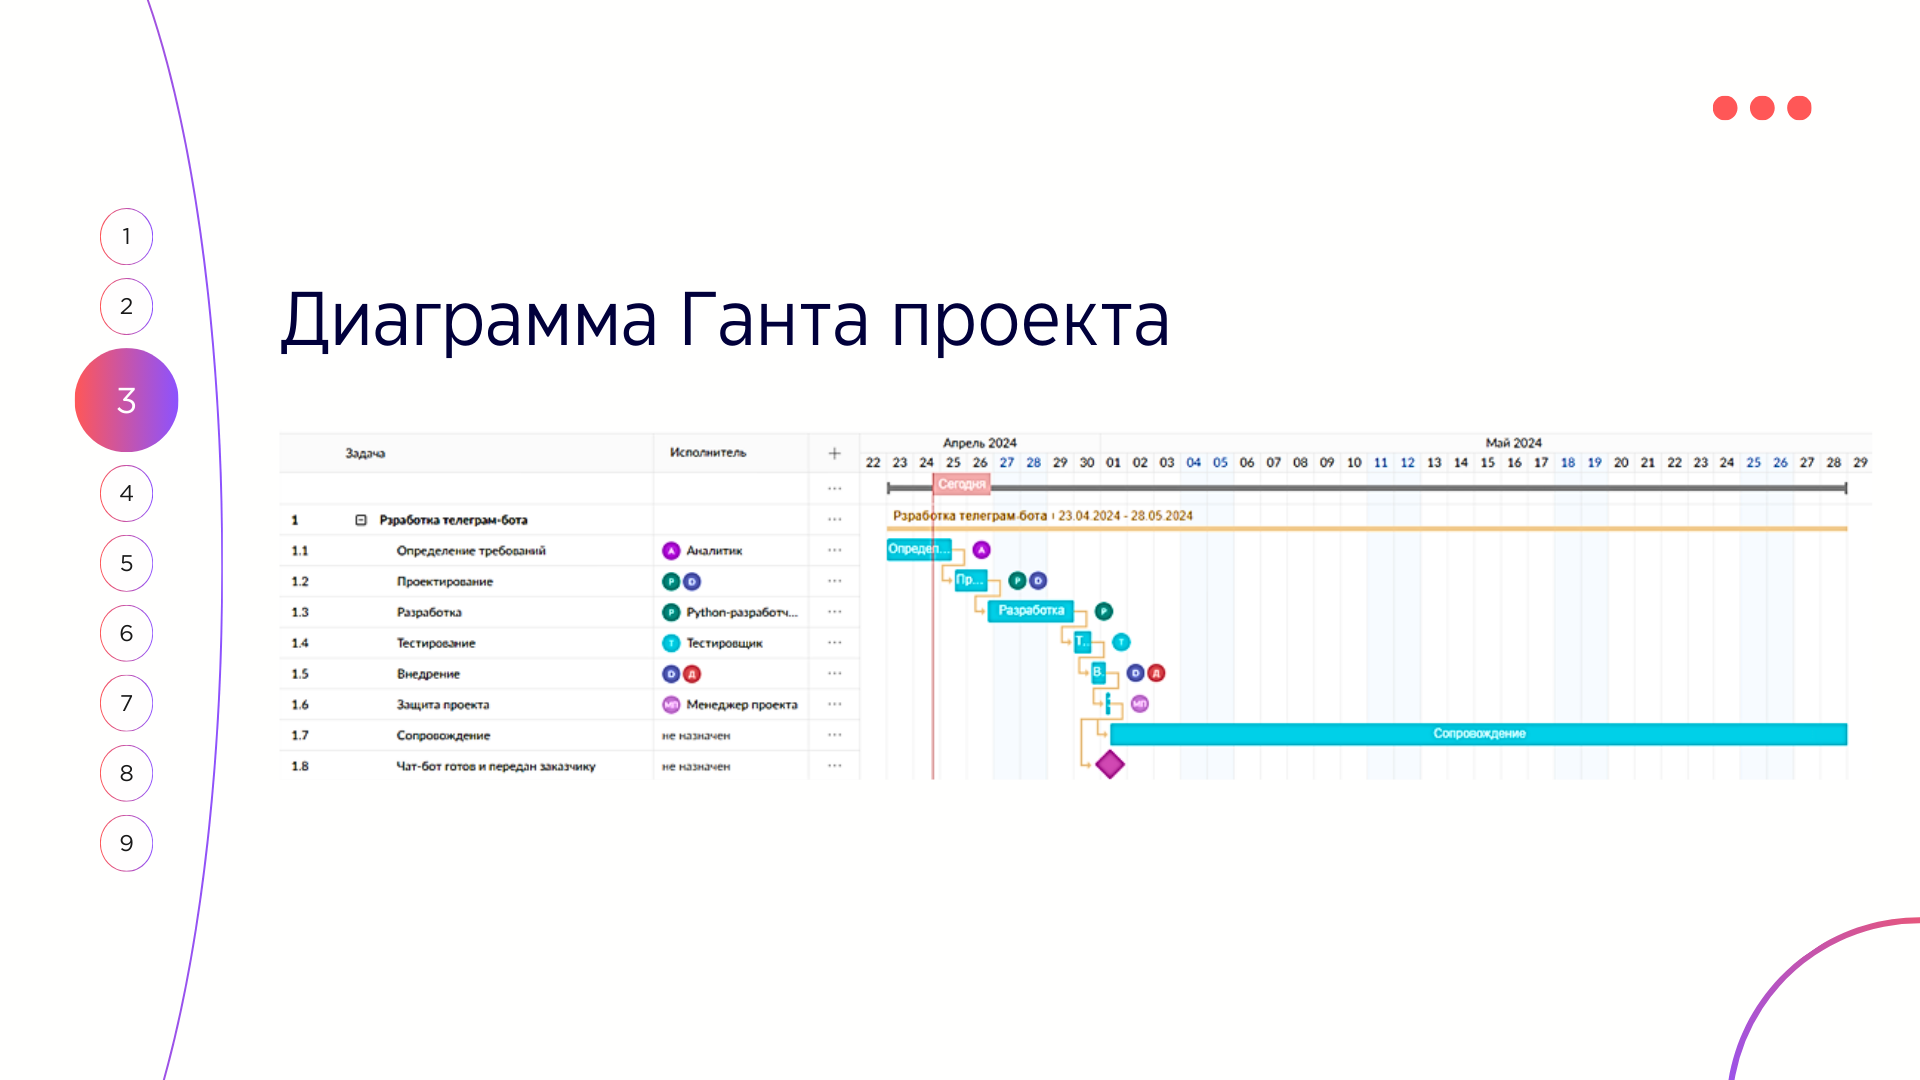 1
2
3
4
5
6
7
8
9
Диаграмма Ганта проекта
Задача Исполнитель + Апрель 2024 Май 2024
22 23 24 25 26 27 28 29 30 01 02 03 04 05 06 07 08 09 10 11 12 13 14 15 16 17 18 19 20 21 22 23 24 25 26 27 28 29
... Сегодня
1 Рзработка телеграм-бота ... Рзработка телеграм-бота : 23.04.2024 - 28.05.2024
1.1 Определение требований А Аналитик ... Определ... А
1.2 Проектирование P D ... Пр... P D
1.3 Разработка P Python-разработч... ... Разработка P
1.4 Тестирование Т Тестировщик ... Т... Т
1.5 Внедрение D Д ... В. D Д
1.6 Защита проекта МП Менеджер проекта ... МП
1.7 Сопровождение не назначен ... Сопровождение
1.8 Чат-бот готов и передан заказчику не назначен ...